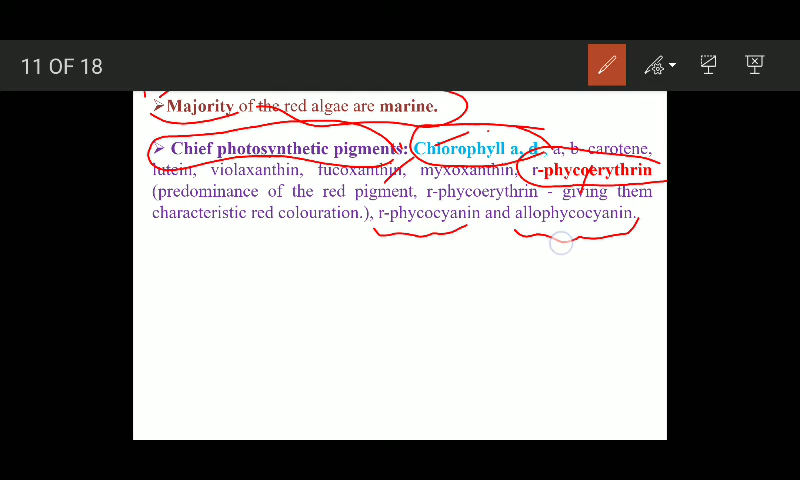 11 OF 18
➢Majority of the red algae are marine.
➢ Chief photosynthetic pigments: Chlorophyll a, d, a, b- carotene,
lutein, violaxanthin, fucoxanthin, myxoxanthin, r-phycoerythrin
(predominance of the red pigment, r-phycoerythrin - giving them
characteristic red colouration.), r-phycocyanin and allophycocyanin.